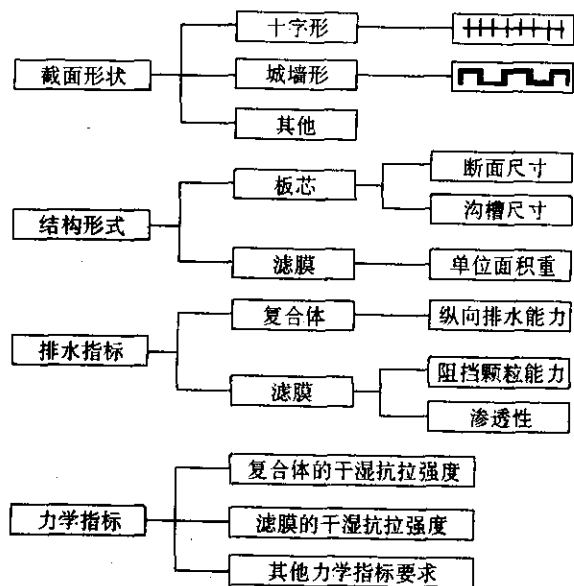 十字形
截面形状
城墙形
其他
板芯
断面尺寸
沟槽尺寸
结构形式
滤膜
单位面积重
复合体
纵向排水能力
排水指标
滤膜
阻挡颗粒能力
渗透性
复合体的干湿抗拉强度
力学指标
滤膜的干湿抗拉强度
其他力学指标要求